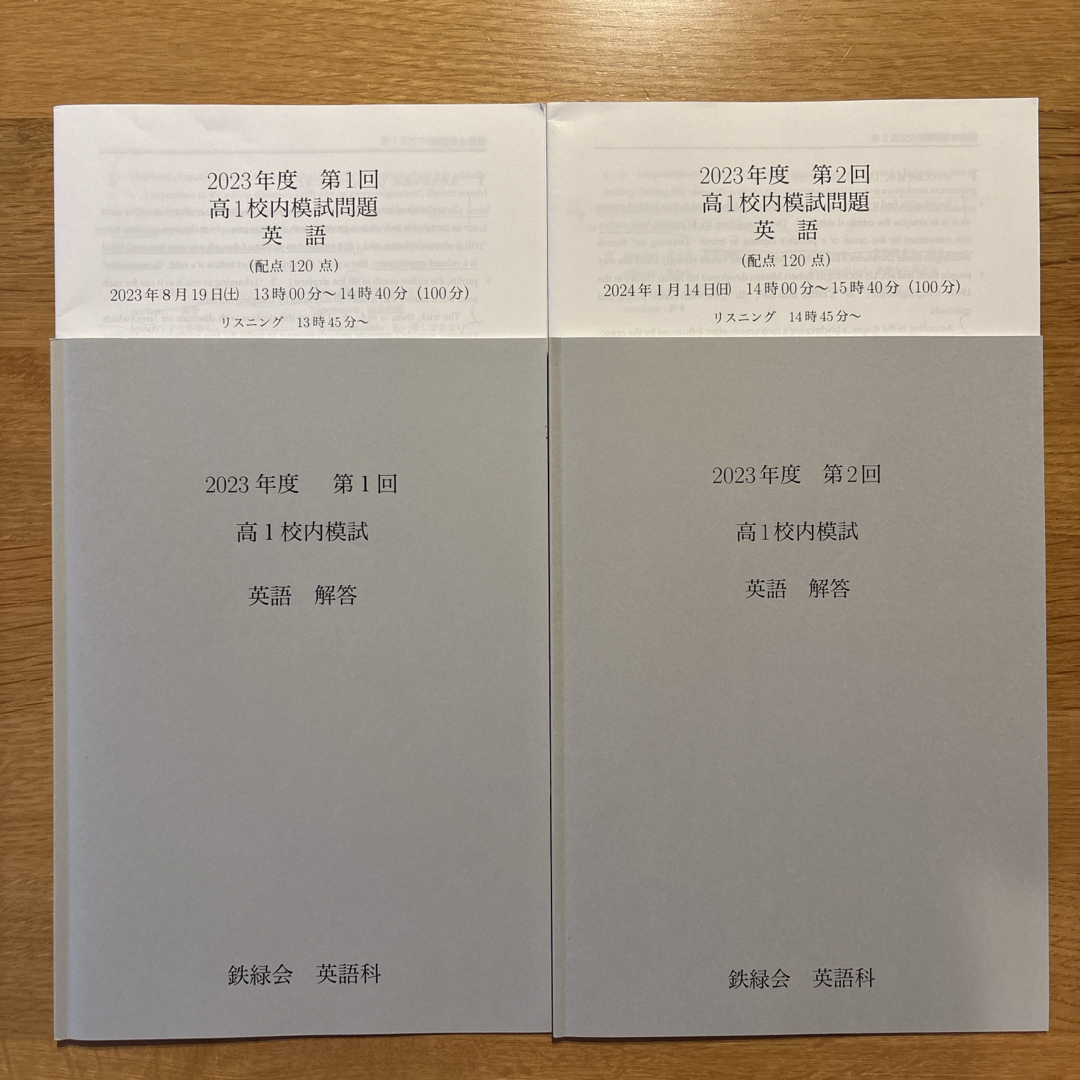 2023年度　第1回
高1校内模試問題
英　語
(配点 120 点)
2023年8月19日㈯　13時00分〜14時40分（100分）
リスニング　13時45分〜
2023年度　第1回
高1校内模試
英語　解答
鉄緑会　英語科
2023年度　第2回
高1校内模試問題
英　語
(配点 120 点)
2024年1月14日㈰　14時00分〜15時40分（100分）
リスニング　14時45分〜
2023年度　第2回
高1校内模試
英語　解答
鉄緑会　英語科